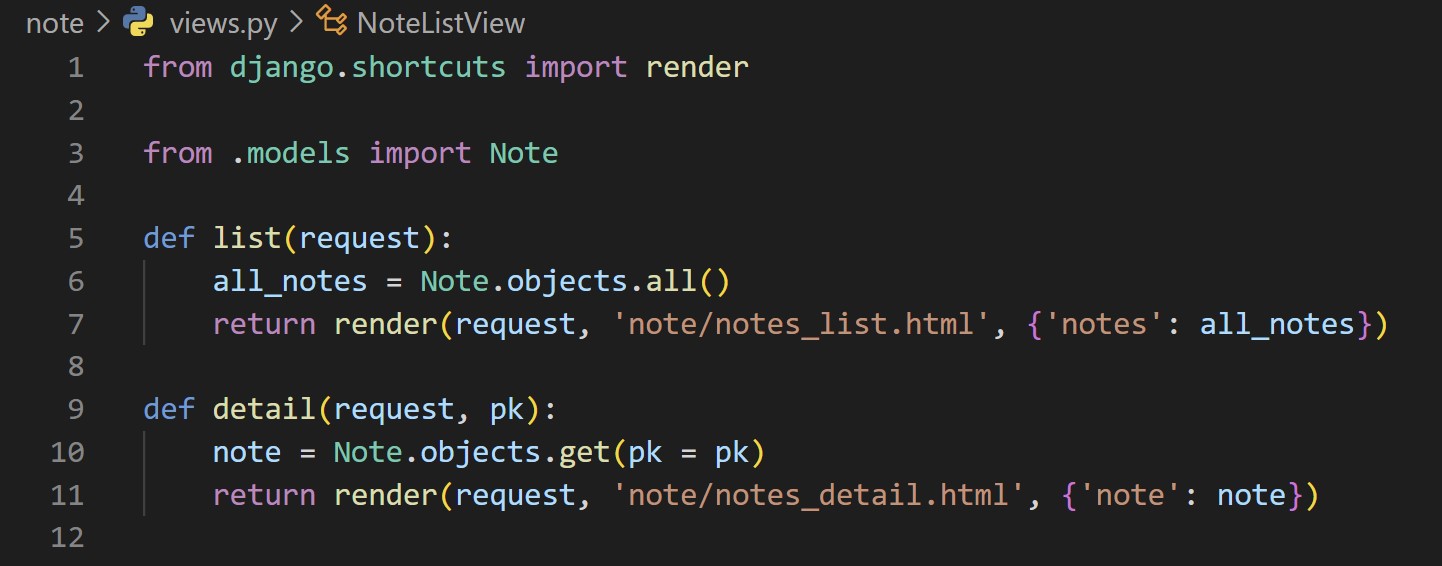 note > views.py > NoteListView
1 from django.shortcuts import render
2
3 from .models import Note
4
5 def list(request):
6     all_notes = Note.objects.all()
7     return render(request, 'note/notes_list.html', {'notes': all_notes})
8
9 def detail(request, pk):
10     note = Note.objects.get(pk = pk)
11     return render(request, 'note/notes_detail.html', {'note': note})
12